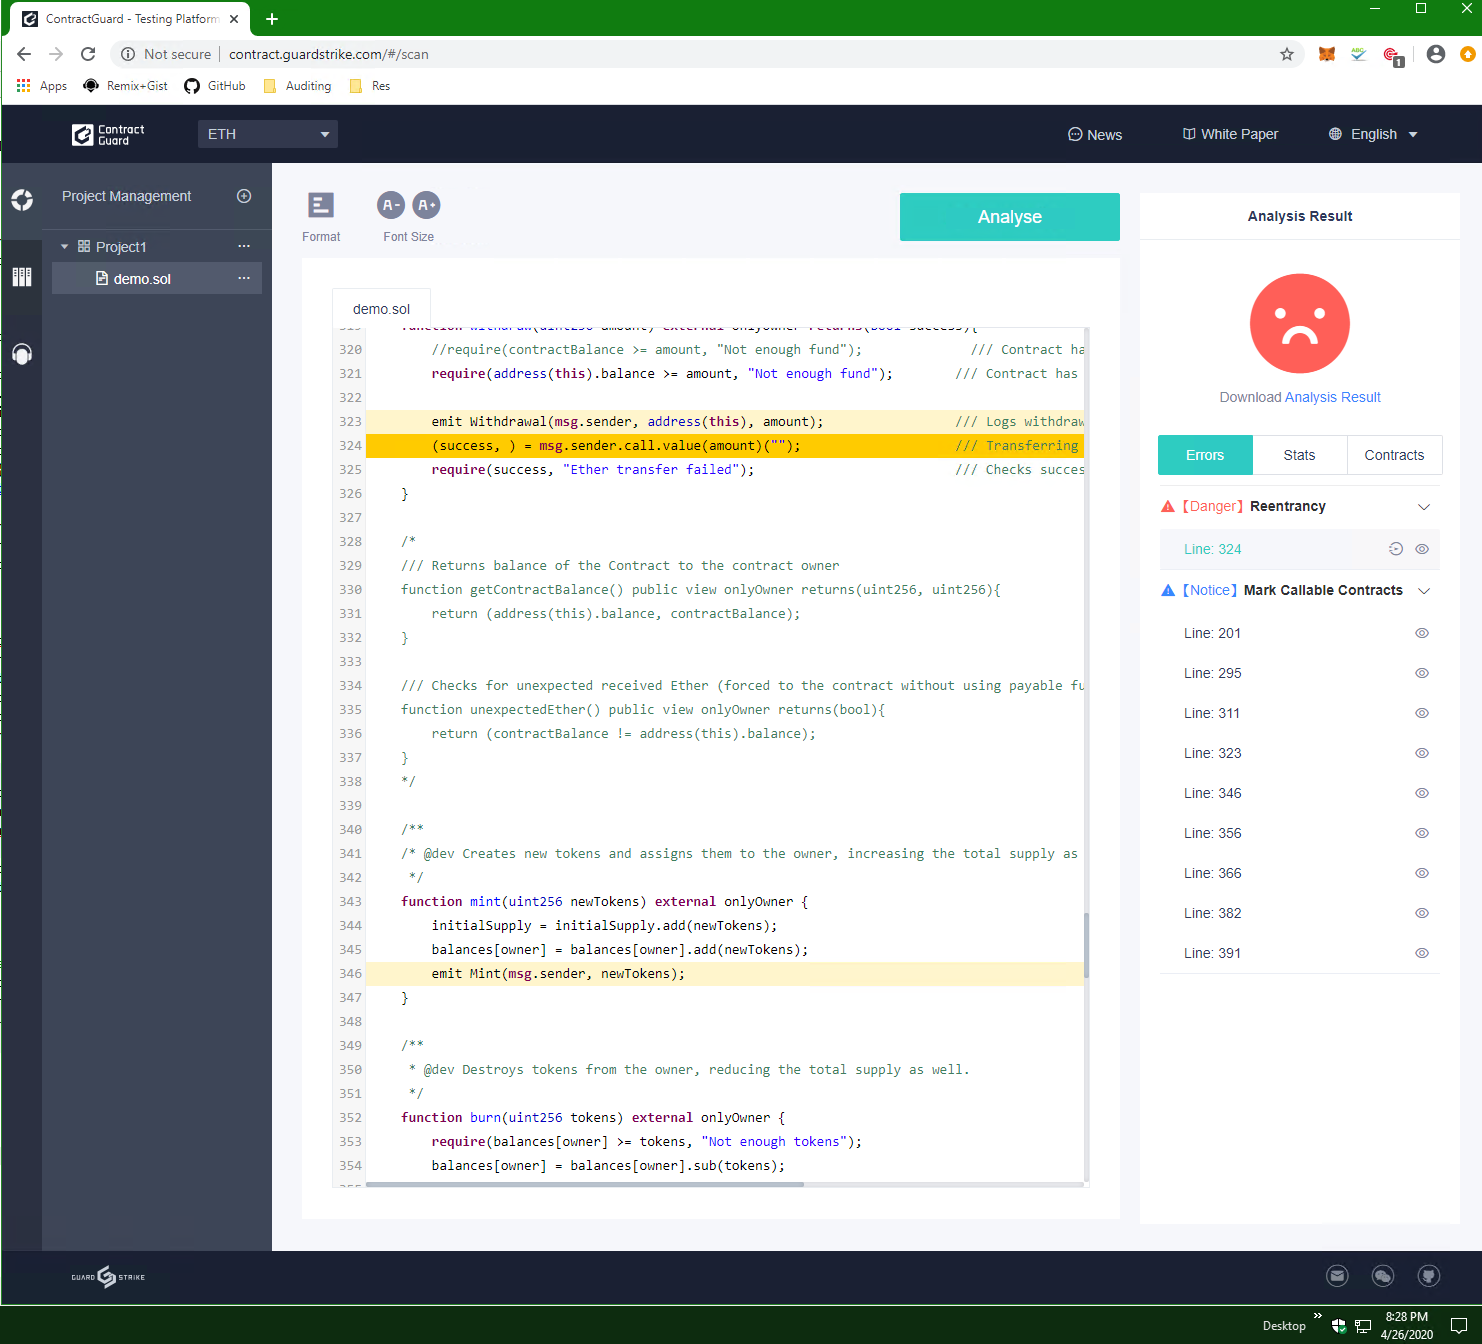 ContractGuard - Testing Platform
Not secure
contract.guardstrike.com/#/scan
ABC
1
Apps
Remix+Gist
GitHub
Auditing
Res
Contract
Guard
ETH
News
White Paper
English
Project Management
Project1
demo.sol
Format
A-
A+
Font Size
Analyse
demo.sol
319 function withdraw(uint256 amount) external onlyOwner returns(bool success){
320 //require(contractBalance >= amount, "Not enough fund"); /// Contract ha
321 require(address(this).balance >= amount, "Not enough fund"); /// Contract has
322
323 emit Withdrawal(msg.sender, address(this), amount); /// Logs withdraw
324 (success, ) = msg.sender.call.value(amount)(""); /// Transferring
325 require(success, "Ether transfer failed"); /// Checks succes
326 }
327
328 /*
329 /// Returns balance of the Contract to the contract owner
330 function getContractBalance() public view onlyOwner returns(uint256, uint256){
331 return (address(this).balance, contractBalance);
332 }
333
334 /// Checks for unexpected received Ether (forced to the contract without using payable fu
335 function unexpectedEther() public view onlyOwner returns(bool){
336 return (contractBalance != address(this).balance);
337 }
338 */
339
340 /**
341 /* @dev Creates new tokens and assigns them to the owner, increasing the total supply as
342 */
343 function mint(uint256 newTokens) external onlyOwner {
344 initialSupply = initialSupply.add(newTokens);
345 balances[owner] = balances[owner].add(newTokens);
346 emit Mint(msg.sender, newTokens);
347 }
348
349 /**
350 * @dev Destroys tokens from the owner, reducing the total supply as well.
351 */
352 function burn(uint256 tokens) external onlyOwner {
353 require(balances[owner] >= tokens, "Not enough tokens");
354 balances[owner] = balances[owner].sub(tokens);
355
Analysis Result
Download Analysis Result
Errors
Stats
Contracts
【Danger】Reentrancy
Line: 324
【Notice】Mark Callable Contracts
Line: 201
Line: 295
Line: 311
Line: 323
Line: 346
Line: 356
Line: 366
Line: 382
Line: 391
GUARD STRIKE
Desktop
8:28 PM
4/26/2020